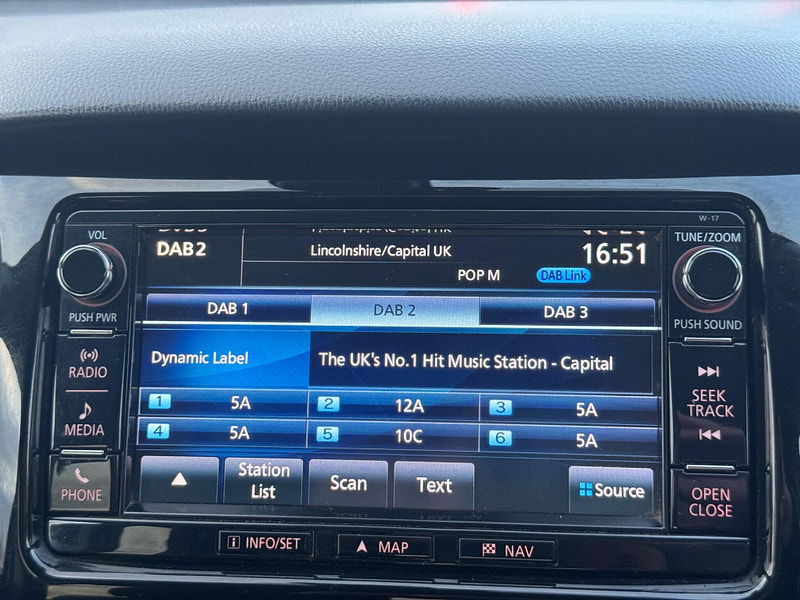 W-17
VOL
PUSH PWR
RADIO
MEDIA
PHONE
DAB2
Lincolnshire/Capital UK
16:51
POP M
DAB Link
DAB 1
DAB 2
DAB 3
Dynamic Label
The UK's No.1 Hit Music Station - Capital
1 5A
2 12A
3 5A
4 5A
5 10C
6 5A
▲
Station
List
Scan
Text
Source
TUNE/ZOOM
PUSH SOUND
SEEK
TRACK
OPEN
CLOSE
i INFO/SET
MAP
NAV